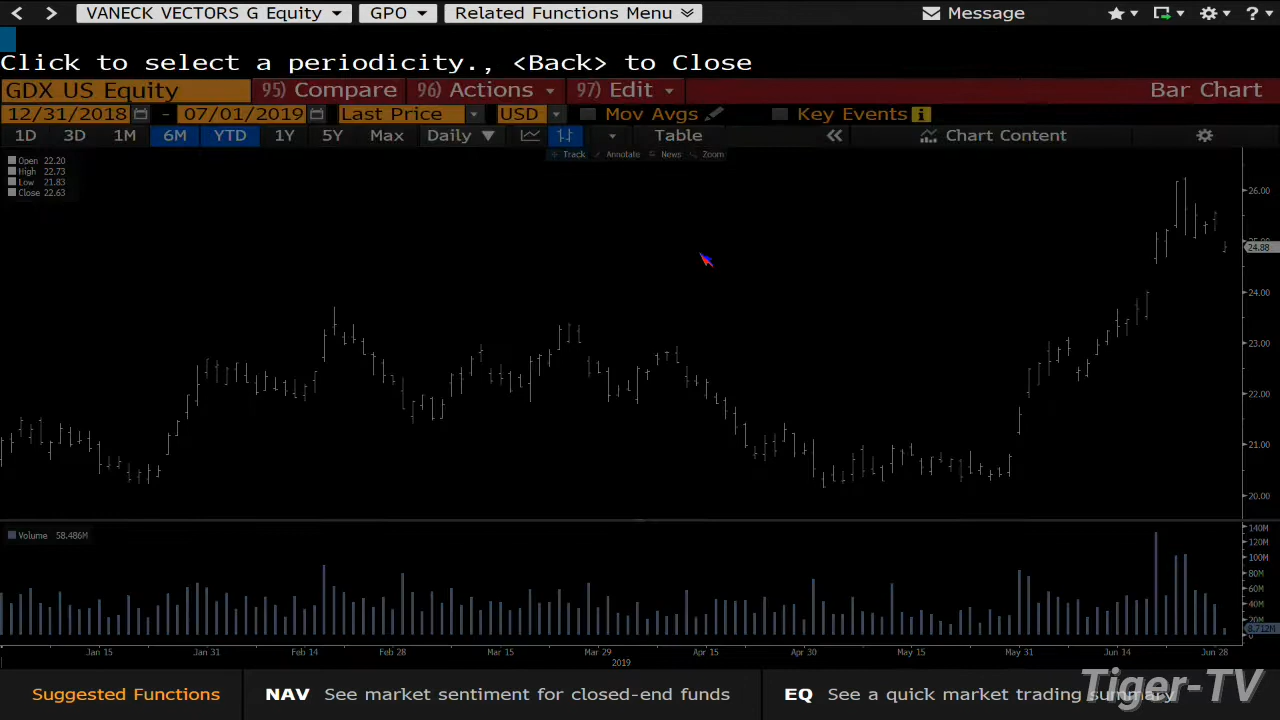 VANECK VECTORS G Equity GPO Related Functions Menu Message ?
Click to select a periodicity., <Back> to Close
GDX US Equity 95) Compare 96) Actions 97) Edit Bar Chart
12/31/2018 - 07/01/2019 Last Price USD Mov Avgs Key Events i
1D 3D 1M 6M YTD 1Y 5Y Max Daily Table Chart Content
Track Annotate News Zoom
Open 22.20
High 22.73
Low 21.83
Close 22.63
26.00
25.00
24.88
24.00
23.00
22.00
21.00
20.00
Volume 58.486M
140M
120M
100M
80M
60M
40M
20M
8.712M
0
Jan 15 Jan 31 Feb 14 Feb 28 Mar 15 Mar 29 Apr 15 Apr 30 May 15 May 31 Jun 14 Jun 28
2019
Suggested Functions NAV See market sentiment for closed-end funds EQ See a quick market trading summary
Tiger-TV